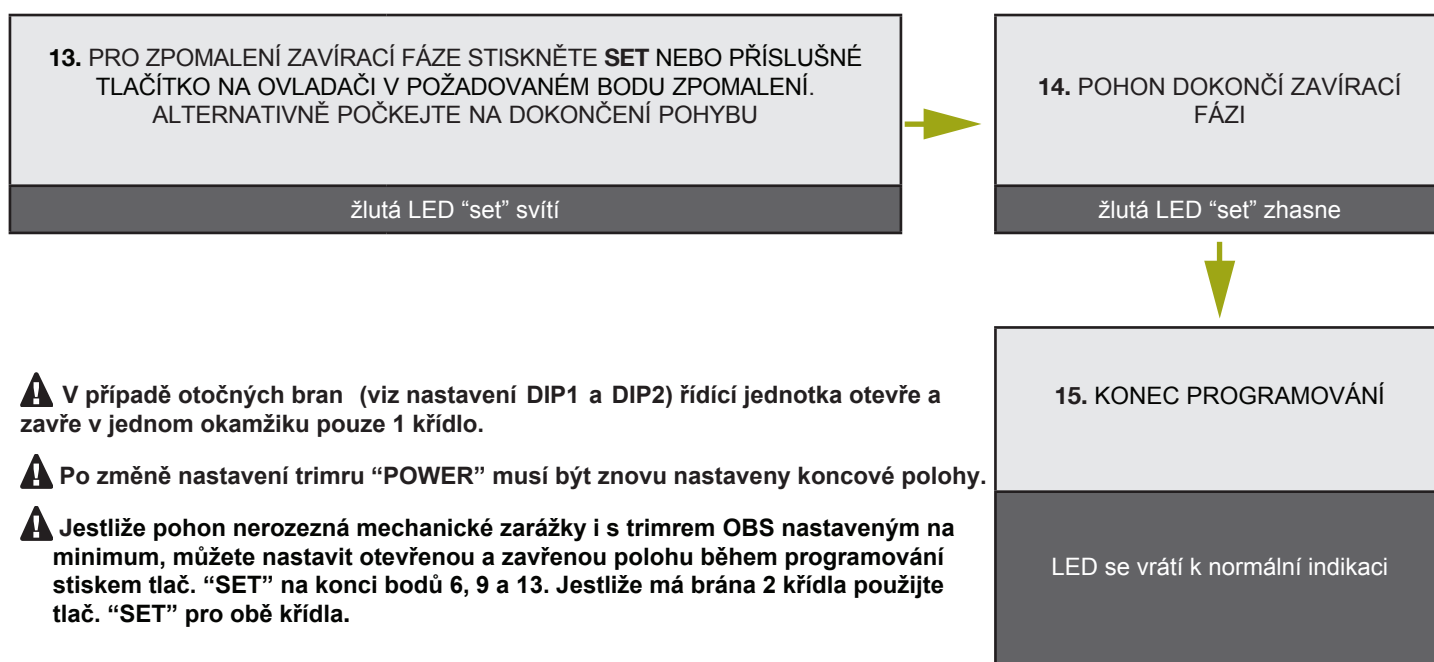 13. PRO ZPOMALENÍ ZAVÍRACÍ FÁZE STISKNĚTE SET NEBO PŘÍSLUŠNÉ
TLAČÍTKO NA OVLADAČI V POŽADOVANÉM BODU ZPOMALENÍ.
ALTERNATIVNĚ POČKEJTE NA DOKONČENÍ POHYBU
žlutá LED “set” svítí
14. POHON DOKONČÍ ZAVÍRACÍ
FÁZI
žlutá LED “set” zhasne
15. KONEC PROGRAMOVÁNÍ
LED se vrátí k normální indikaci
V případě otočných bran (viz nastavení DIP1 a DIP2) řídící jednotka otevře a
zavře v jednom okamžiku pouze 1 křídlo.
Po změně nastavení trimru “POWER” musí být znovu nastaveny koncové polohy.
Jestliže pohon nerozezná mechanické zarážky i s trimrem OBS nastaveným na
minimum, můžete nastavit otevřenou a zavřenou polohu během programování
stiskem tlač. “SET” na konci bodů 6, 9 a 13. Jestliže má brána 2 křídla použijte
tlač. “SET” pro obě křídla.